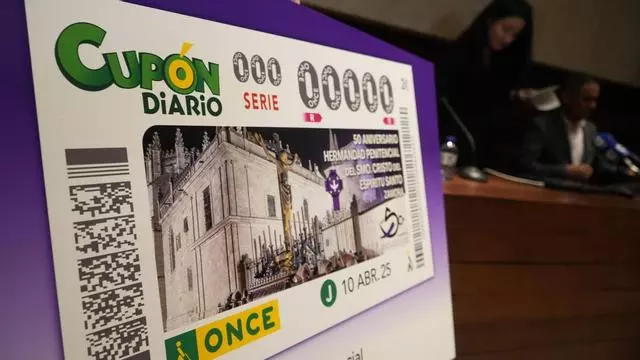 CUPÓN
DiARiO
000
SERIE
00000
R R
50 ANIVERSARIO
HERMANDAD PENITENCIAL
DEL SMO. CRISTO DEL
ESPÍRITU SANTO
ZAMORA
J 10 ABR. 25
ONCE